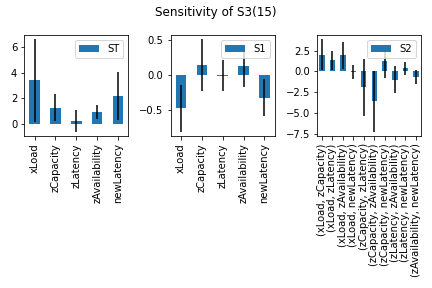 Sensitivity of S3(15)
ST
6
4
2
0
xLoad
zCapacity
zLatency
zAvailability
newLatency
S1
0.5
0.0
−0.5
xLoad
zCapacity
zLatency
zAvailability
newLatency
S2
2.5
0.0
−2.5
−5.0
−7.5
(xLoad, zCapacity)
(xLoad, zLatency)
(xLoad, zAvailability)
(xLoad, newLatency)
(zCapacity, zLatency)
(zCapacity, zAvailability)
(zCapacity, newLatency)
(zLatency, zAvailability)
(zLatency, newLatency)
(zAvailability, newLatency)